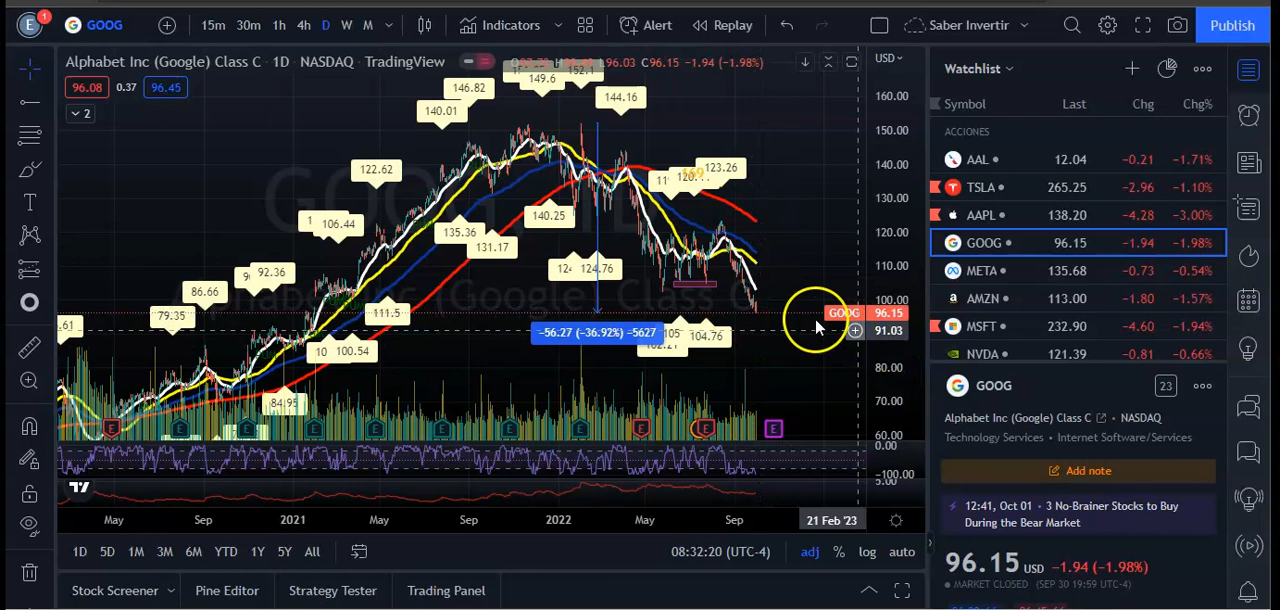 E 1 GOOG 15m 30m 1h 4h D W M Indicators Alert Replay Saber Invertir Publish
Alphabet Inc (Google) Class C · 1D · NASDAQ TradingView
96.03 C96.15 −1.94 (−1.98%)
USD
96.08 0.37 96.45
2
149.6
152.1
146.82
144.16
140.01
122.62
123.26
106.44
140.25
135.36
131.17
124.76
92.36
86.66
79.35
111.5
100.54
84.95
104.76
−56.27 (−36.92%) −5627
160.00
150.00
140.00
130.00
120.00
110.00
100.00
GOOG 96.15
91.03
80.00
70.00
60.00
0.00
−100.00
5.00
E E E E E E E E E E E
May Sep 2021 May Sep 2022 May Sep 21 Feb '23
1D 5D 1M 3M 6M YTD 1Y 5Y All 08:32:20 (UTC-4) adj % log auto
Stock Screener Pine Editor Strategy Tester Trading Panel
Watchlist
Symbol Last Chg Chg%
ACCIONES
AAL 12.04 −0.21 −1.71%
TSLA 265.25 −2.96 −1.10%
AAPL 138.20 −4.28 −3.00%
GOOG 96.15 −1.94 −1.98%
META 135.68 −0.73 −0.54%
AMZN 113.00 −1.80 −1.57%
MSFT 232.90 −4.60 −1.94%
NVDA 121.39 −0.81 −0.66%
GOOG 23
Alphabet Inc (Google) Class C NASDAQ
Technology Services • Internet Software/Services
Add note
12:41, Oct 01 • 3 No-Brainer Stocks to Buy
During the Bear Market
96.15 USD −1.94 (−1.98%)
MARKET CLOSED (SEP 30 19:59 UTC-4)